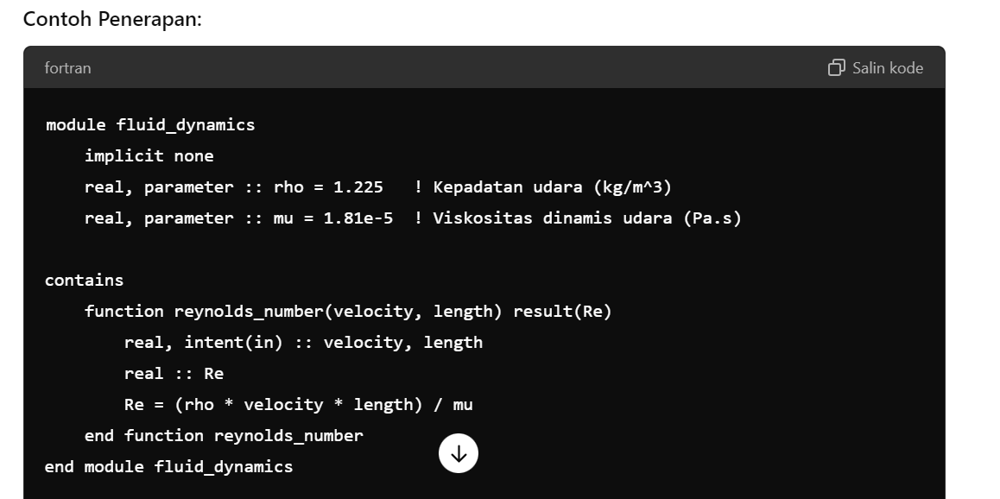 Contoh Penerapan:
fortran
Salin kode
module fluid_dynamics
    implicit none
    real, parameter :: rho = 1.225   ! Kepadatan udara (kg/m^3)
    real, parameter :: mu = 1.81e-5  ! Viskositas dinamis udara (Pa.s)
contains
    function reynolds_number(velocity, length) result(Re)
        real, intent(in) :: velocity, length
        real :: Re
        Re = (rho * velocity * length) / mu
    end function reynolds_number
end module fluid_dynamics